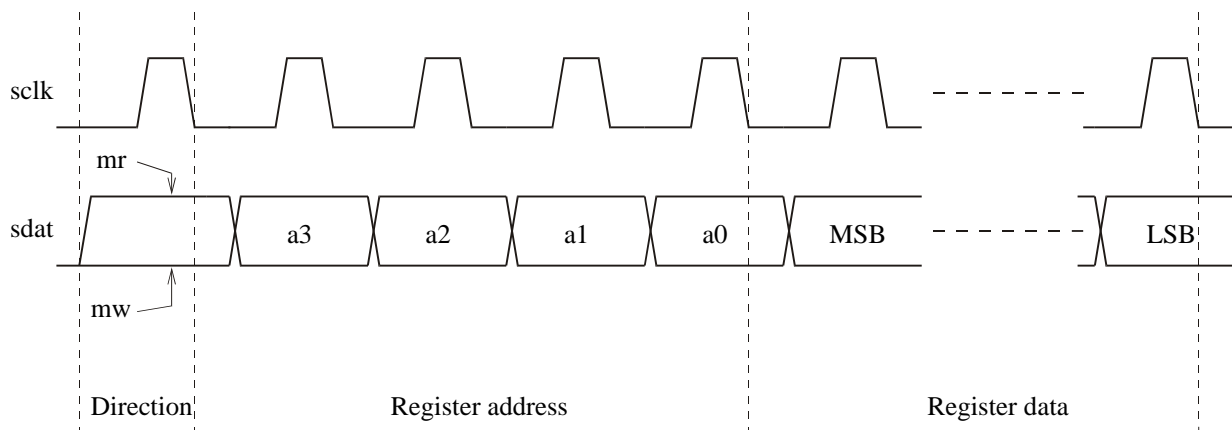 sclk
mr
sdat
a3 a2 a1 a0 MSB LSB
mw
Direction Register address Register data